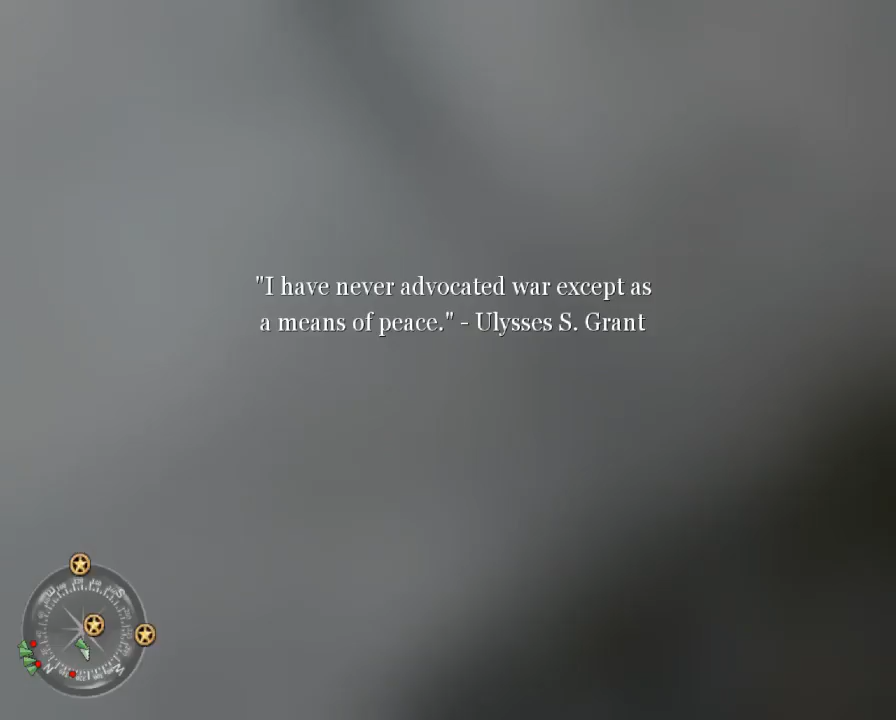 "I have never advocated war except as
a means of peace." - Ulysses S. Grant